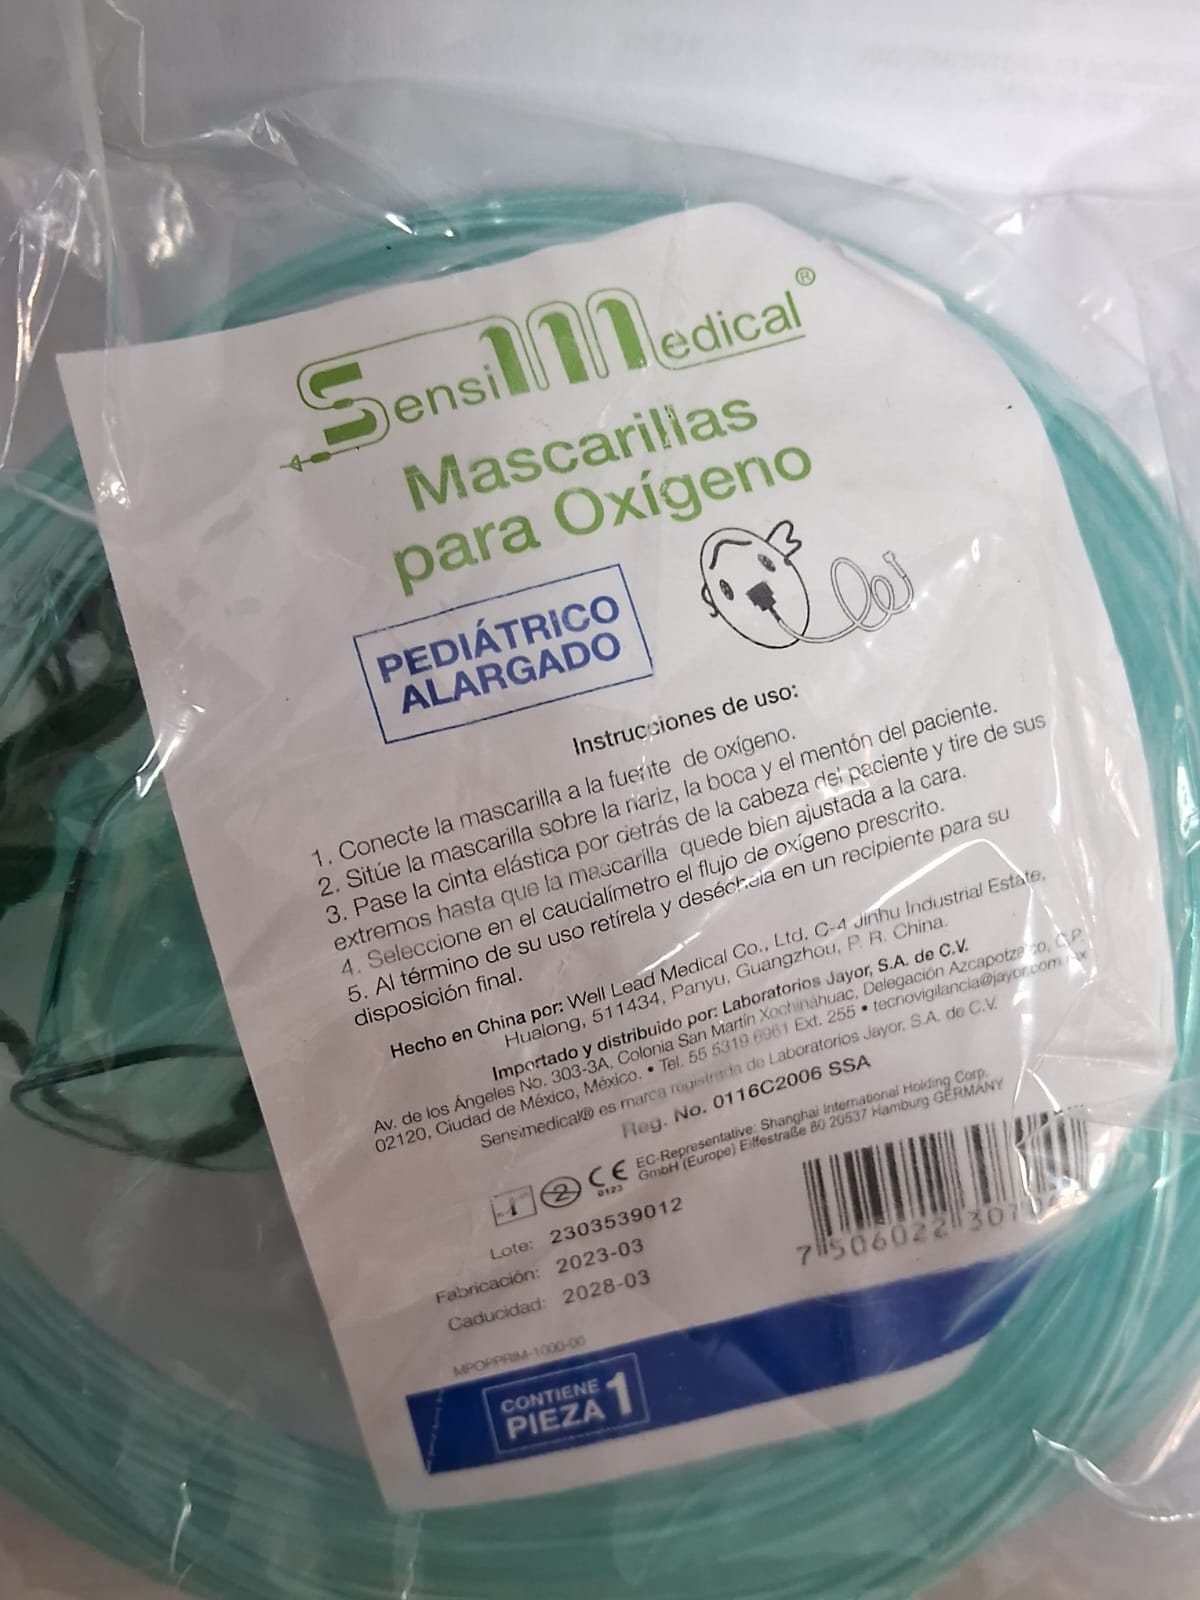 SensiMedical®
Mascarillas
para Oxígeno
PEDIÁTRICO
ALARGADO
Instrucciones de uso:
1. Conecte la mascarilla a la fuente de oxígeno.
2. Sitúe la mascarilla sobre la nariz, la boca y el mentón del paciente.
3. Pase la cinta elástica por detrás de la cabeza del paciente y tire de sus
extremos hasta que la mascarilla quede bien ajustada a la cara.
4. Seleccione en el caudalímetro el flujo de oxígeno prescrito.
5. Al término de su uso retírela y deséchela en un recipiente para su
disposición final.
Hecho en China por: Well Lead Medical Co., Ltd. C-4 Jinhu Industrial Estate,
Hualong, 511434, Panyu, Guangzhou, P. R. China.
Importado y distribuido por: Laboratorios Jayor, S.A. de C.V.
Av. de los Ángeles No. 303-3A, Colonia San Martín Xochináhuac, Delegación Azcapotzalco, C.P.
02120, Ciudad de México, México. • Tel. 55 5319 6961 Ext. 255 • tecnovigilancia@jayor.com.mx
Sensimedical® es marca registrada de Laboratorios Jayor, S.A. de C.V.
Reg. No. 0116C2006 SSA
EC-Representative: Shanghai International Holding Corp.
GmbH (Europe) Eiffestraße 80 20537 Hamburg GERMANY
2
CE
0123
Lote: 2303539012
Fabricación: 2023-03
Caducidad: 2028-03
7 506022 307
MPOPPRIM-1000-00
CONTIENE
PIEZA 1